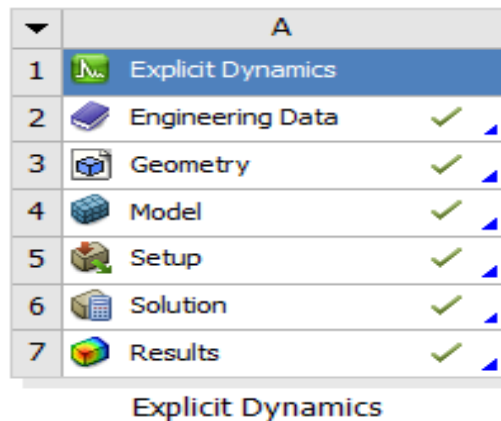 A
1 Explicit Dynamics
2 Engineering Data
3 Geometry
4 Model
5 Setup
6 Solution
7 Results
Explicit Dynamics